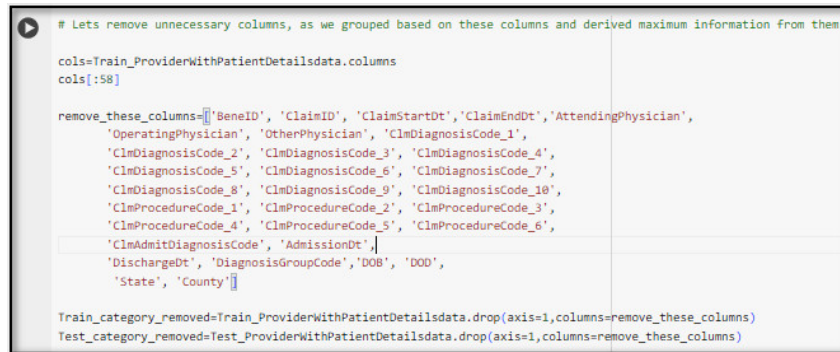 # Lets remove unnecessary columns, as we grouped based on these columns and derived maximum information from them
cols=Train_ProviderWithPatientDetailsdata.columns
cols[:58]
remove_these_columns=['BeneID', 'ClaimID', 'ClaimStartDt','ClaimEndDt','AttendingPhysician',
'OperatingPhysician', 'OtherPhysician', 'ClmDiagnosisCode_1',
'ClmDiagnosisCode_2', 'ClmDiagnosisCode_3', 'ClmDiagnosisCode_4',
'ClmDiagnosisCode_5', 'ClmDiagnosisCode_6', 'ClmDiagnosisCode_7',
'ClmDiagnosisCode_8', 'ClmDiagnosisCode_9', 'ClmDiagnosisCode_10',
'ClmProcedureCode_1', 'ClmProcedureCode_2', 'ClmProcedureCode_3',
'ClmProcedureCode_4', 'ClmProcedureCode_5', 'ClmProcedureCode_6',
'ClmAdmitDiagnosisCode', 'AdmissionDt',
'DischargeDt', 'DiagnosisGroupCode','DOB', 'DOD',
'State', 'County']
Train_category_removed=Train_ProviderWithPatientDetailsdata.drop(axis=1,columns=remove_these_columns)
Test_category_removed=Test_ProviderWithPatientDetailsdata.drop(axis=1,columns=remove_these_columns)